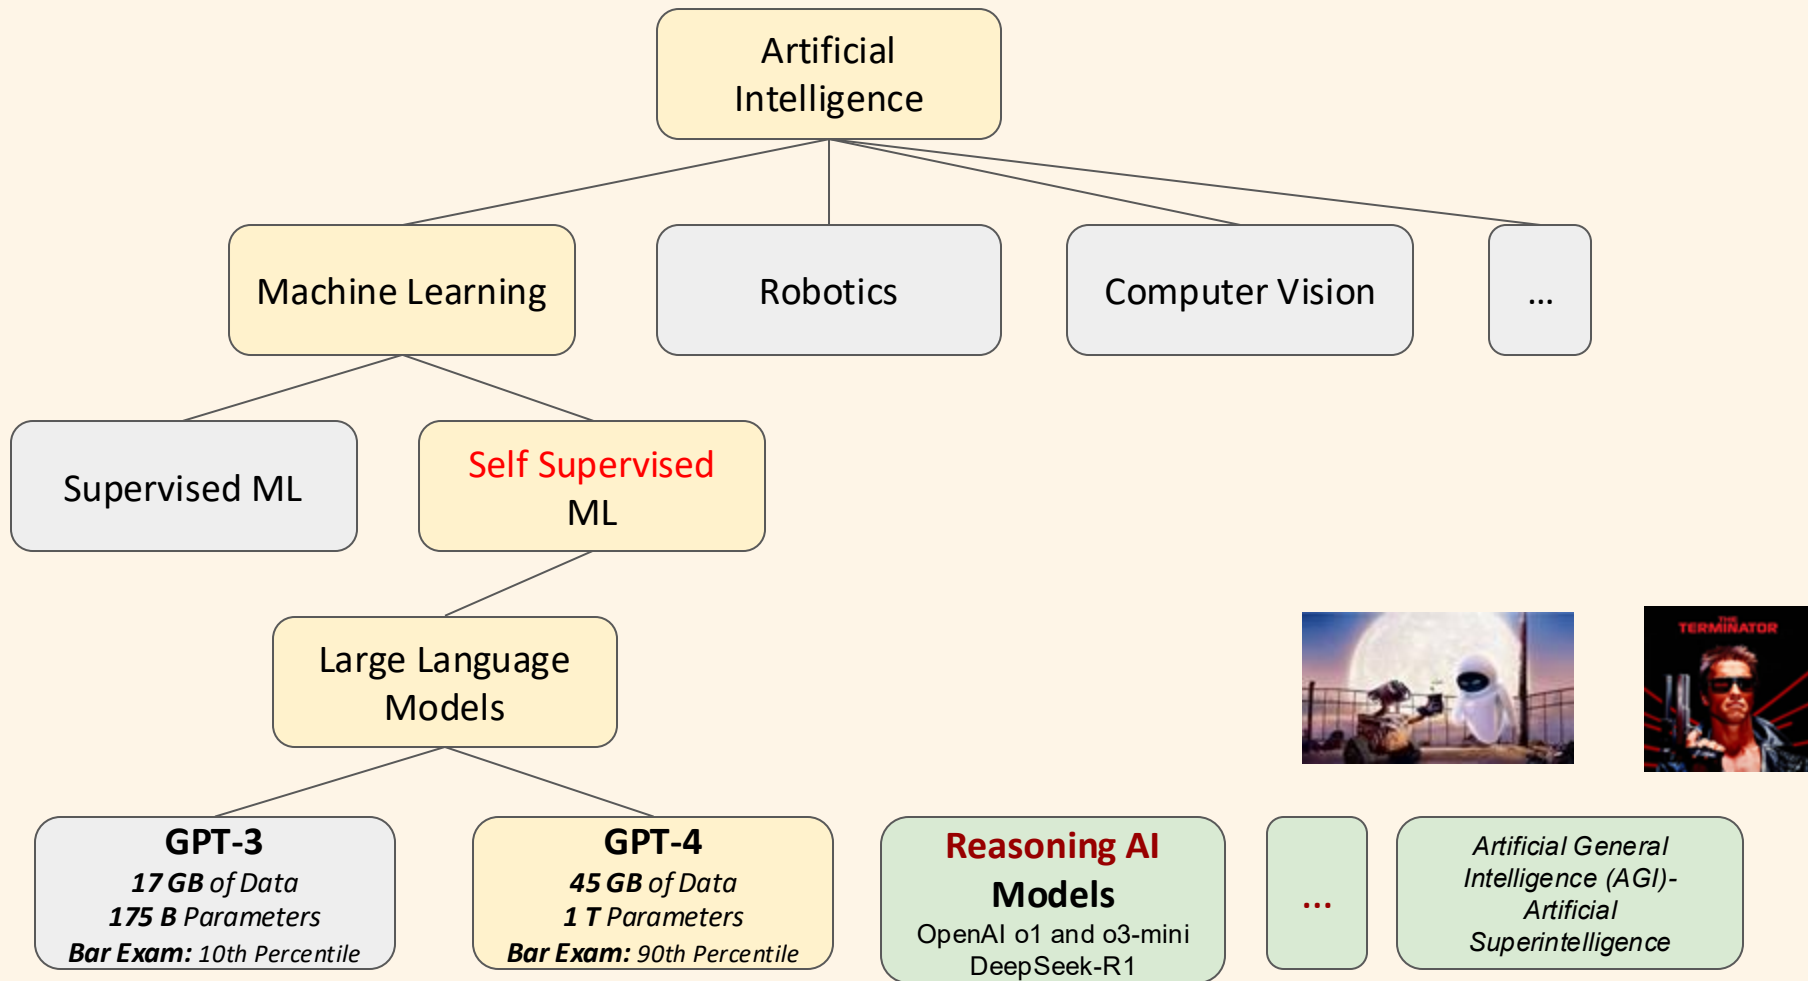 Artificial
Intelligence
Machine Learning
Robotics
Computer Vision
...
Supervised ML
Self Supervised
ML
Large Language
Models
THE
TERMINATOR
GPT-3
17 GB of Data
175 B Parameters
Bar Exam: 10th Percentile
GPT-4
45 GB of Data
1 T Parameters
Bar Exam: 90th Percentile
Reasoning AI
Models
OpenAI o1 and o3-mini
DeepSeek-R1
...
Artificial General
Intelligence (AGI)-
Artificial
Superintelligence